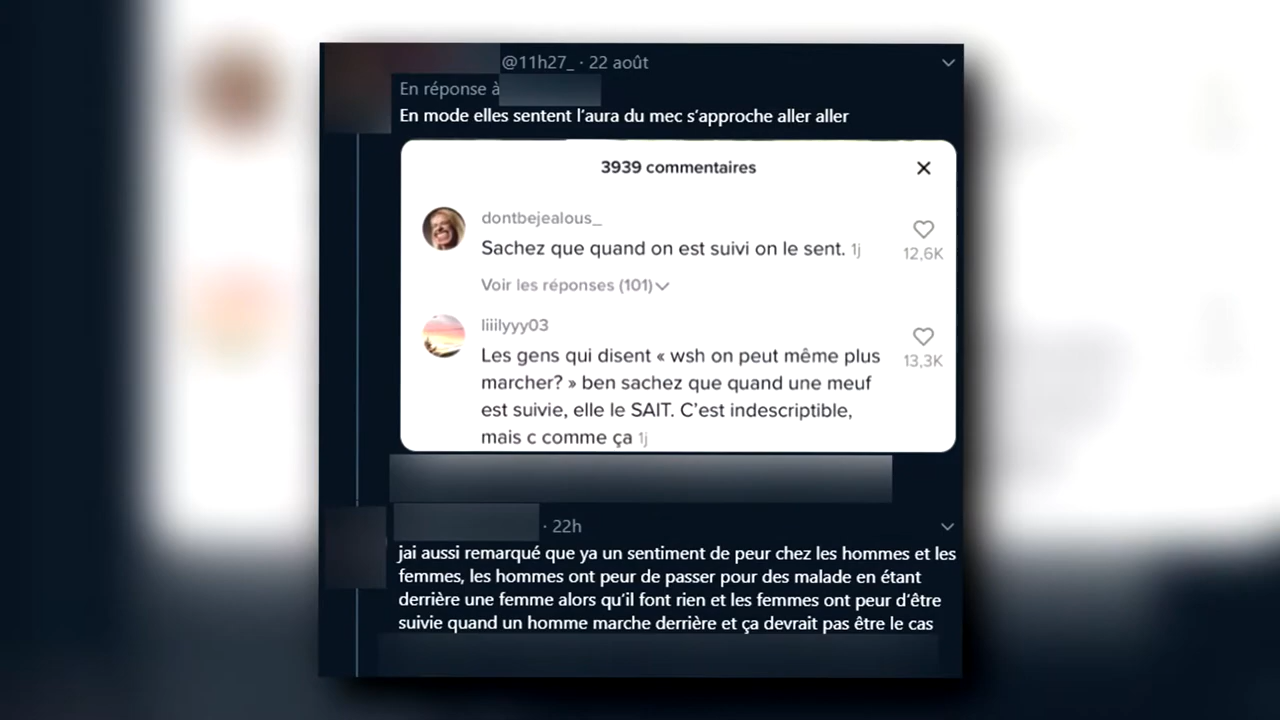 @11h27_ · 22 août
En réponse à
En mode elles sentent l'aura du mec s'approche aller aller
3939 commentaires
dontbejealous_
Sachez que quand on est suivi on le sent. 1j
12,6K
Voir les réponses (101)
liiilyyy03
Les gens qui disent « wsh on peut même plus
marcher? » ben sachez que quand une meuf
est suivie, elle le SAIT. C'est indescriptible,
mais c comme ça 1j
13,3K
· 22h
jai aussi remarqué que ya un sentiment de peur chez les hommes et les
femmes, les hommes ont peur de passer pour des malade en étant
derrière une femme alors qu'il font rien et les femmes ont peur d'être
suivie quand un homme marche derrière et ça devrait pas être le cas